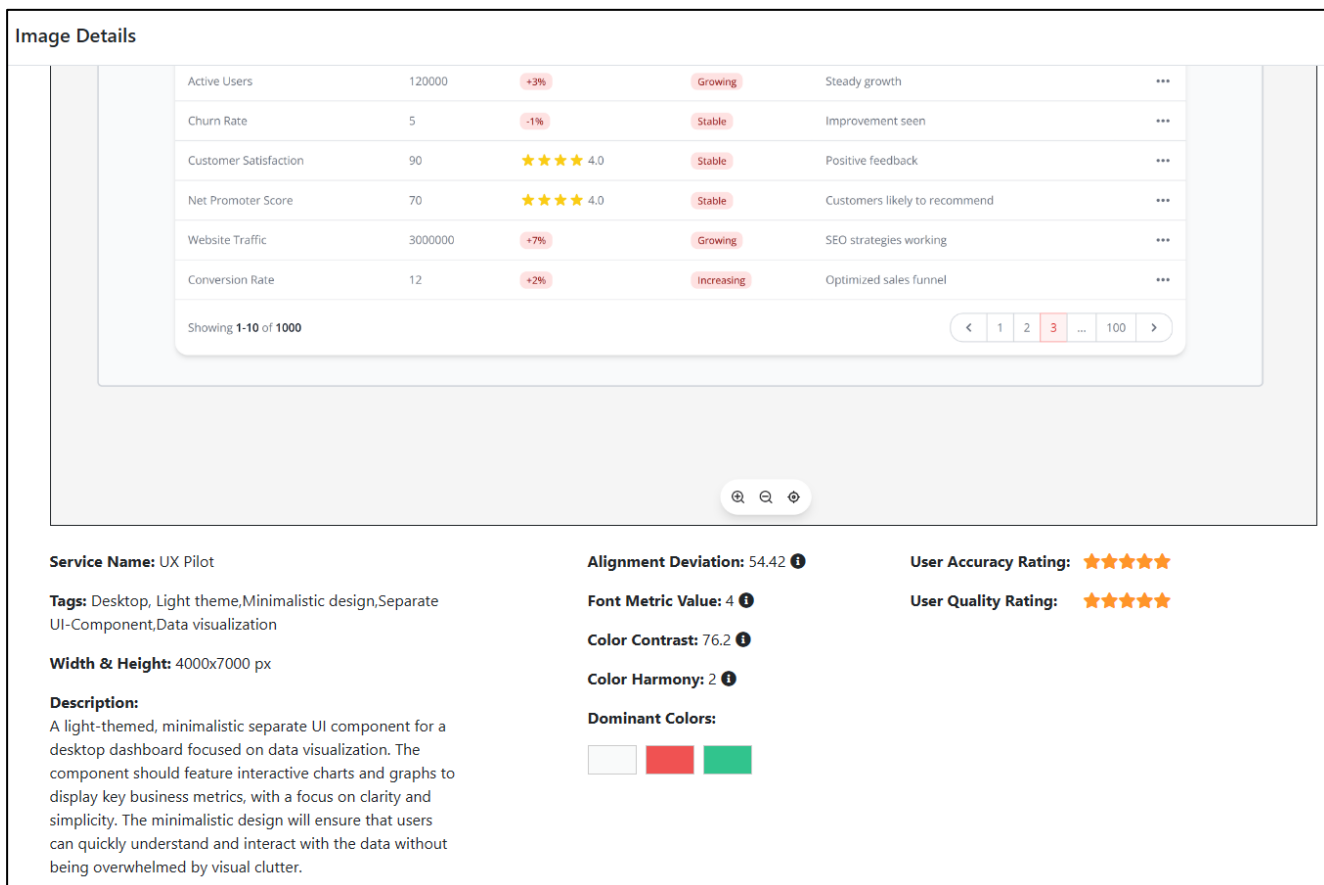 Image Details
Active Users 120000 +3% Growing Steady growth •••
Churn Rate 5 -1% Stable Improvement seen •••
Customer Satisfaction 90 4.0 Stable Positive feedback •••
Net Promoter Score 70 4.0 Stable Customers likely to recommend •••
Website Traffic 3000000 +7% Growing SEO strategies working •••
Conversion Rate 12 +2% Increasing Optimized sales funnel •••
Showing 1-10 of 1000 1 2 3 ... 100
Service Name: UX Pilot
Tags: Desktop, Light theme,Minimalistic design,Separate
UI-Component,Data visualization
Width & Height: 4000x7000 px
Description:
A light-themed, minimalistic separate UI component for a
desktop dashboard focused on data visualization. The
component should feature interactive charts and graphs to
display key business metrics, with a focus on clarity and
simplicity. The minimalistic design will ensure that users
can quickly understand and interact with the data without
being overwhelmed by visual clutter.
Alignment Deviation: 54.42
Font Metric Value: 4
Color Contrast: 76.2
Color Harmony: 2
Dominant Colors:
User Accuracy Rating:
User Quality Rating: